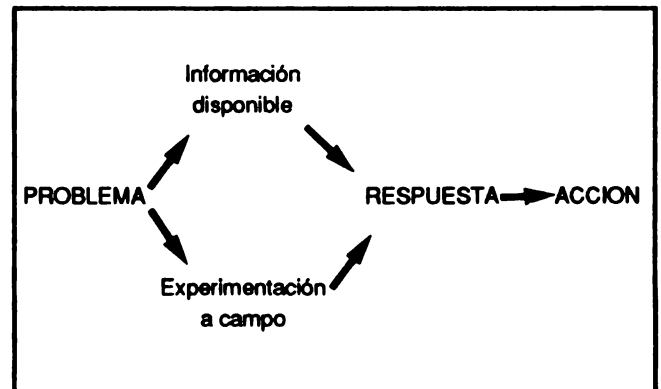 Información
disponible
PROBLEMA
RESPUESTA
ACCION
Experimentación
a campo